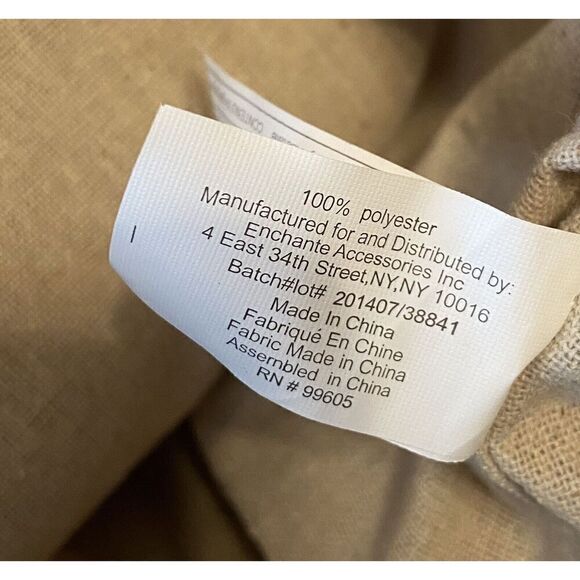 100% polyester
Manufactured for and Distributed by:
Enchante Accessories Inc
4 East 34th Street,NY,NY 10016
Batch#lot# 201407/38841
Made In China
Fabriqué En Chine
Fabric Made in China
Assernbled in China
RN # 99605